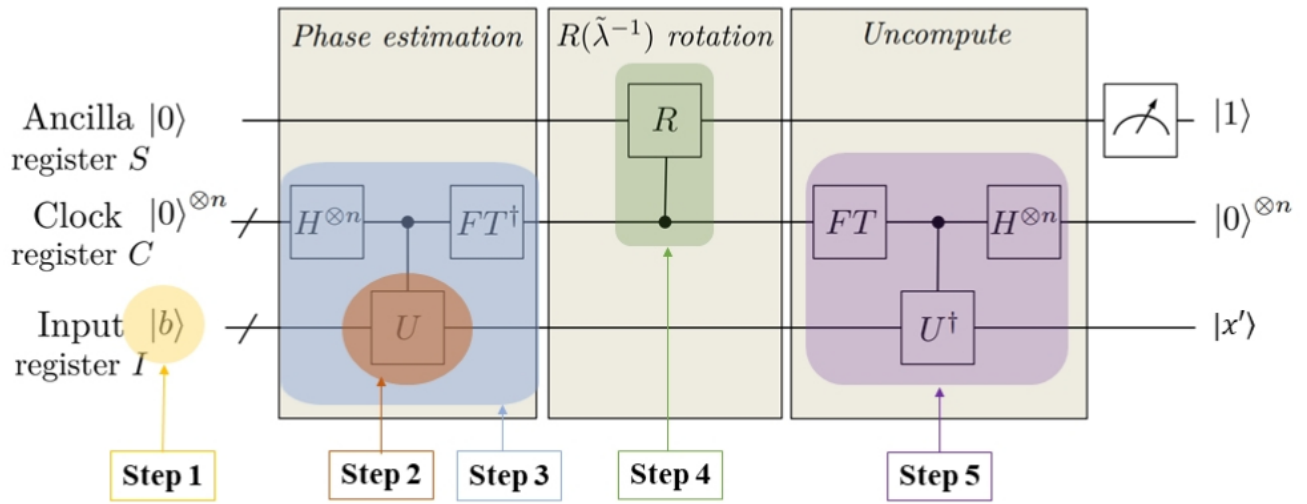 Phase estimation
R(λ̃⁻¹) rotation
Uncompute
Ancilla |0⟩
register S
R
|1⟩
Clock |0⟩^{⊗n}
register C
H^{⊗n}
FT†
FT
H^{⊗n}
|0⟩^{⊗n}
Input |b⟩
register I
U
U†
|x′⟩
Step 1
Step 2
Step 3
Step 4
Step 5